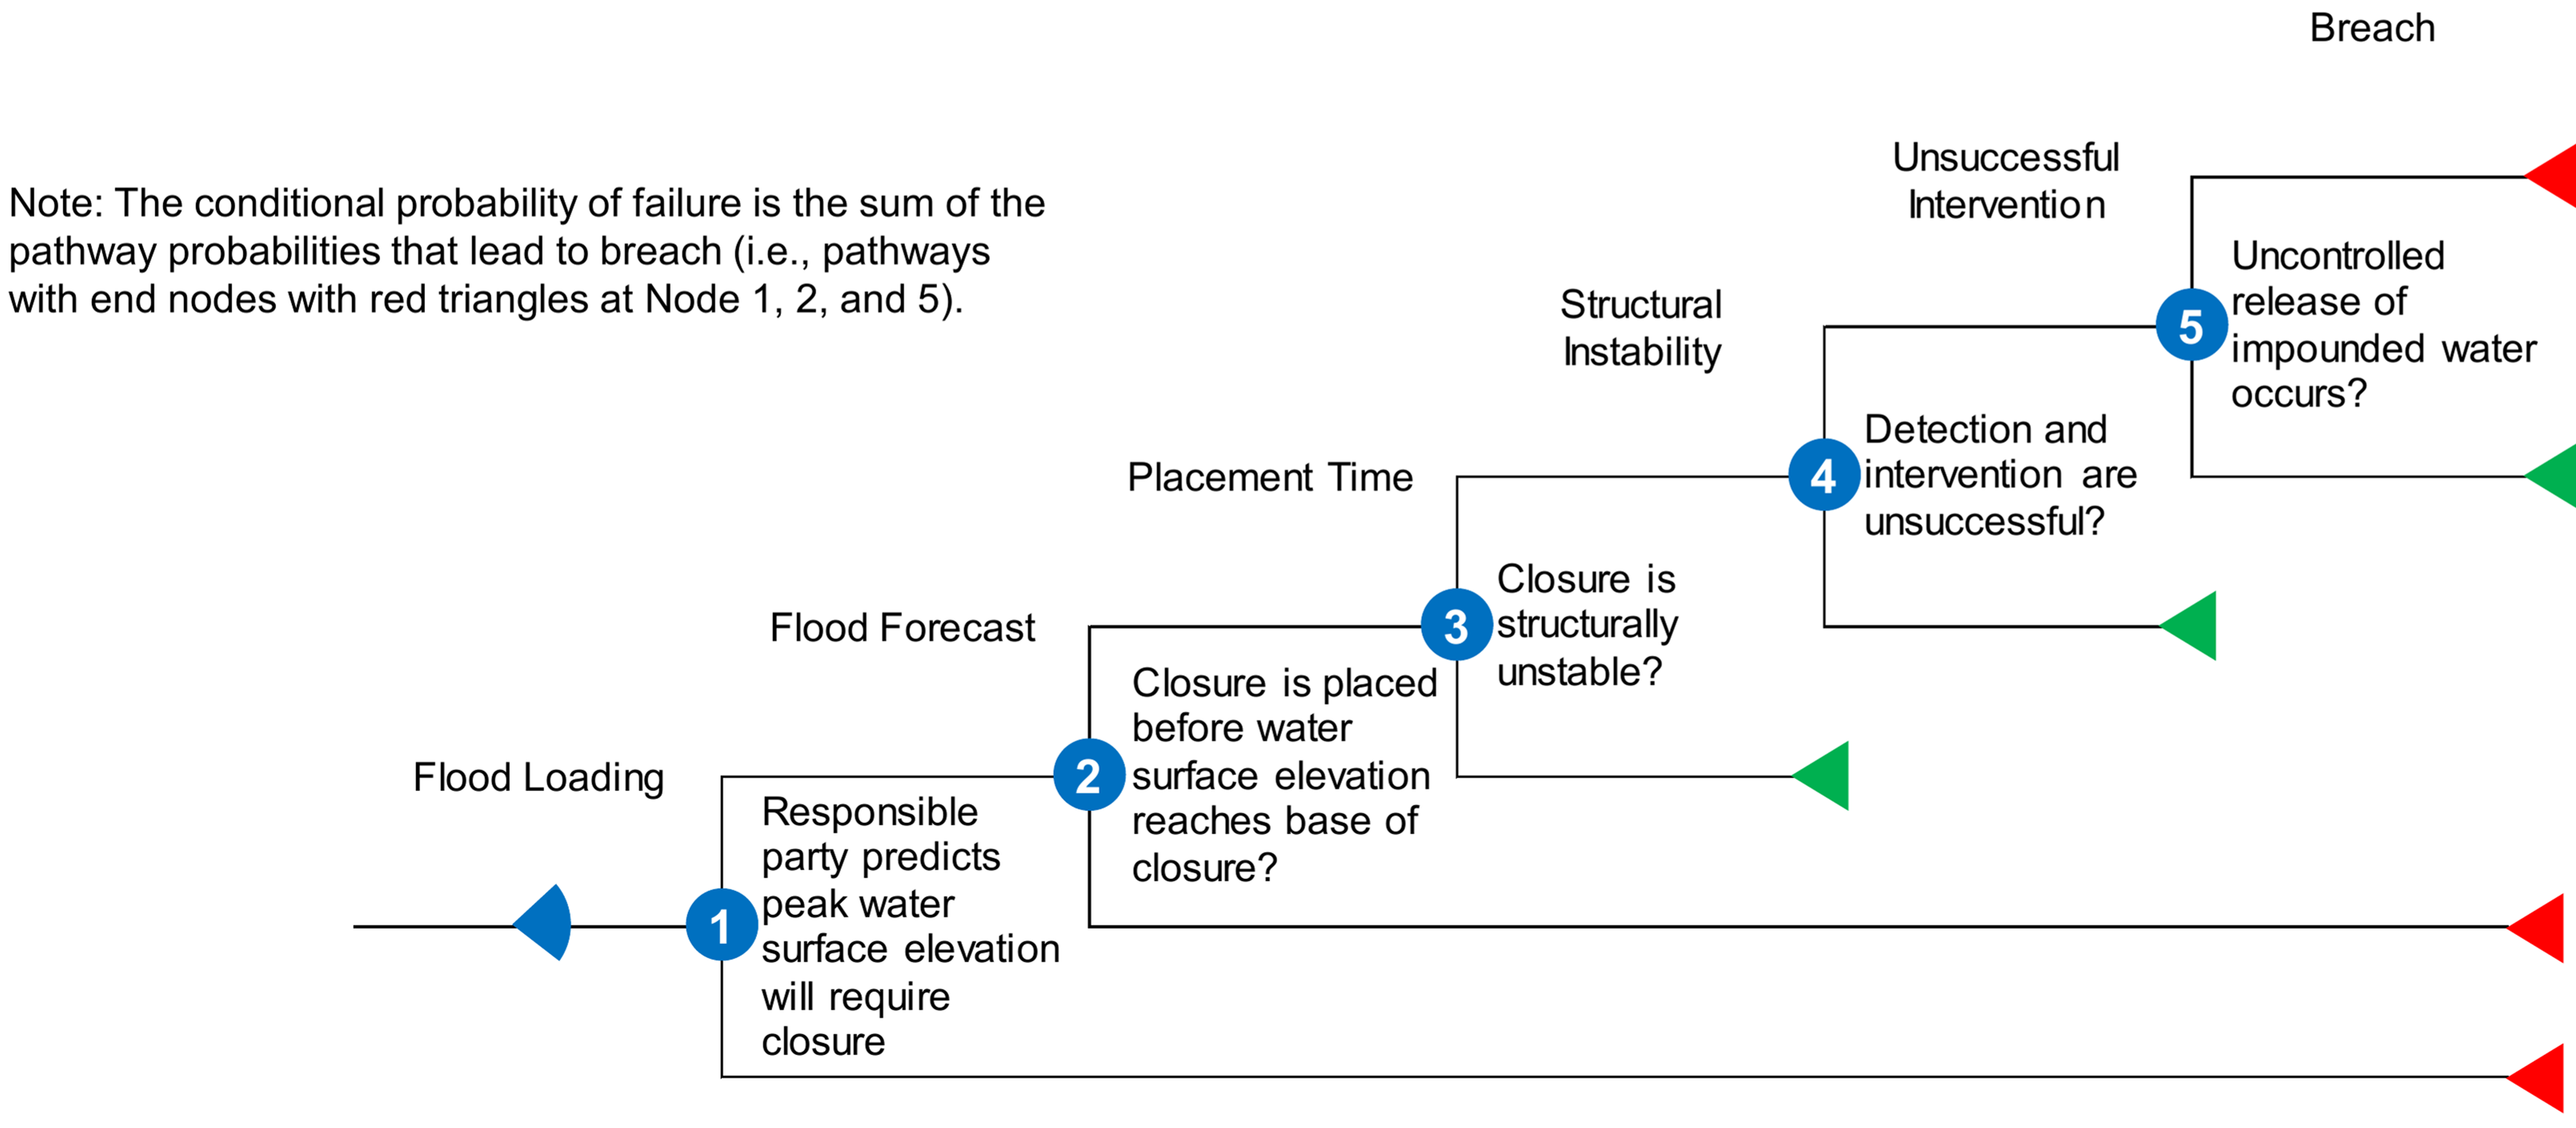 Breach
Unsuccessful
Intervention
Note: The conditional probability of failure is the sum of the
pathway probabilities that lead to breach (i.e., pathways
with end nodes with red triangles at Node 1, 2, and 5).
Uncontrolled
release of
impounded water
occurs?
5
Structural
Instability
Detection and
intervention are
unsuccessful?
4
Placement Time
Closure is
structurally
unstable?
3
Flood Forecast
Closure is placed
before water
surface elevation
reaches base of
closure?
2
Flood Loading
Responsible
party predicts
peak water
surface elevation
will require
closure
1